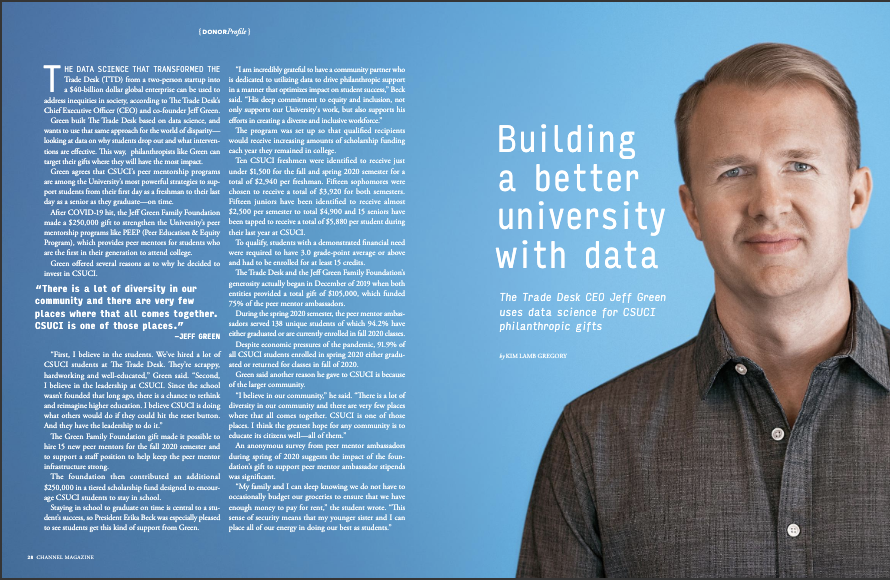 { DONORProfile }
THE DATA SCIENCE THAT TRANSFORMED THE
Trade Desk (TTD) from a two-person startup into
a $40-billion dollar global enterprise can be used to
address inequities in society, according to The Trade Desk's
Chief Executive Officer (CEO) and co-founder Jeff Green.
Green built The Trade Desk based on data science, and
wants to use that same approach for the world of disparity—
looking at data on why students drop out and what interven-
tions are effective. This way, philanthropists like Green can
target their gifts where they will have the most impact.
Green agrees that CSUCI's peer mentorship programs
are among the University's most powerful strategies to sup-
port students from their first day as a freshman to their last
day as a senior as they graduate—on time.
After COVID-19 hit, the Jeff Green Family Foundation
made a $250,000 gift to strengthen the University's peer
mentorship programs like PEEP (Peer Education & Equity
Program), which provides peer mentors for students who
are the first in their generation to attend college.
Green offered several reasons as to why he decided to
invest in CSUCI.
“There is a lot of diversity in our
community and there are very few
places where that all comes together.
CSUCI is one of those places.”
—JEFF GREEN
“First, I believe in the students. We've hired a lot of
CSUCI students at The Trade Desk. They're scrappy,
hardworking and well-educated,” Green said. “Second,
I believe in the leadership at CSUCI. Since the school
wasn't founded that long ago, there is a chance to rethink
and reimagine higher education. I believe CSUCI is doing
what others would do if they could hit the reset button.
And they have the leadership to do it.”
The Green Family Foundation gift made it possible to
hire 15 new peer mentors for the fall 2020 semester and
to support a staff position to help keep the peer mentor
infrastructure strong.
The foundation then contributed an additional
$250,000 in a tiered scholarship fund designed to encour-
age CSUCI students to stay in school.
Staying in school to graduate on time is central to a stu-
dent's success, so President Erika Beck was especially pleased
to see students get this kind of support from Green.
“I am incredibly grateful to have a community partner who
is dedicated to utilizing data to drive philanthropic support
in a manner that optimizes impact on student success,” Beck
said. “His deep commitment to equity and inclusion, not
only supports our University's work, but also supports his
efforts in creating a diverse and inclusive workforce.”
The program was set up so that qualified recipients
would receive increasing amounts of scholarship funding
each year they remained in college.
Ten CSUCI freshmen were identified to receive just
under $1,500 for the fall and spring 2020 semester for a
total of $2,940 per freshman. Fifteen sophomores were
chosen to receive a total of $3,920 for both semesters.
Fifteen juniors have been identified to receive almost
$2,500 per semester to total $4,900 and 15 seniors have
been tapped to receive a total of $5,880 per student during
their last year at CSUCI.
To qualify, students with a demonstrated financial need
were required to have 3.0 grade-point average or above
and had to be enrolled for at least 15 credits.
The Trade Desk and the Jeff Green Family Foundation's
generosity actually began in December of 2019 when both
entities provided a total gift of $105,000, which funded
75% of the peer mentor ambassadors.
During the spring 2020 semester, the peer mentor ambas-
sadors served 138 unique students of which 94.2% have
either graduated or are currently enrolled in fall 2020 classes.
Despite economic pressures of the pandemic, 91.9% of
all CSUCI students enrolled in spring 2020 either gradu-
ated or returned for classes in fall of 2020.
Green said another reason he gave to CSUCI is because
of the larger community.
“I believe in our community,” he said. “There is a lot of
diversity in our community and there are very few places
where that all comes together. CSUCI is one of those
places. I think the greatest hope for any community is to
educate its citizens well—all of them.”
An anonymous survey from peer mentor ambassadors
during spring of 2020 suggests the impact of the foun-
dation's gift to support peer mentor ambassador stipends
was significant.
“My family and I can sleep knowing we do not have to
occasionally budget our groceries to ensure that we have
enough money to pay for rent,” the student wrote. “This
sense of security means that my younger sister and I can
place all of our energy in doing our best as students.”
28 CHANNEL MAGAZINE
Building
a better
university
with data
The Trade Desk CEO Jeff Green
uses data science for CSUCI
philanthropic gifts
by KIM LAMB GREGORY